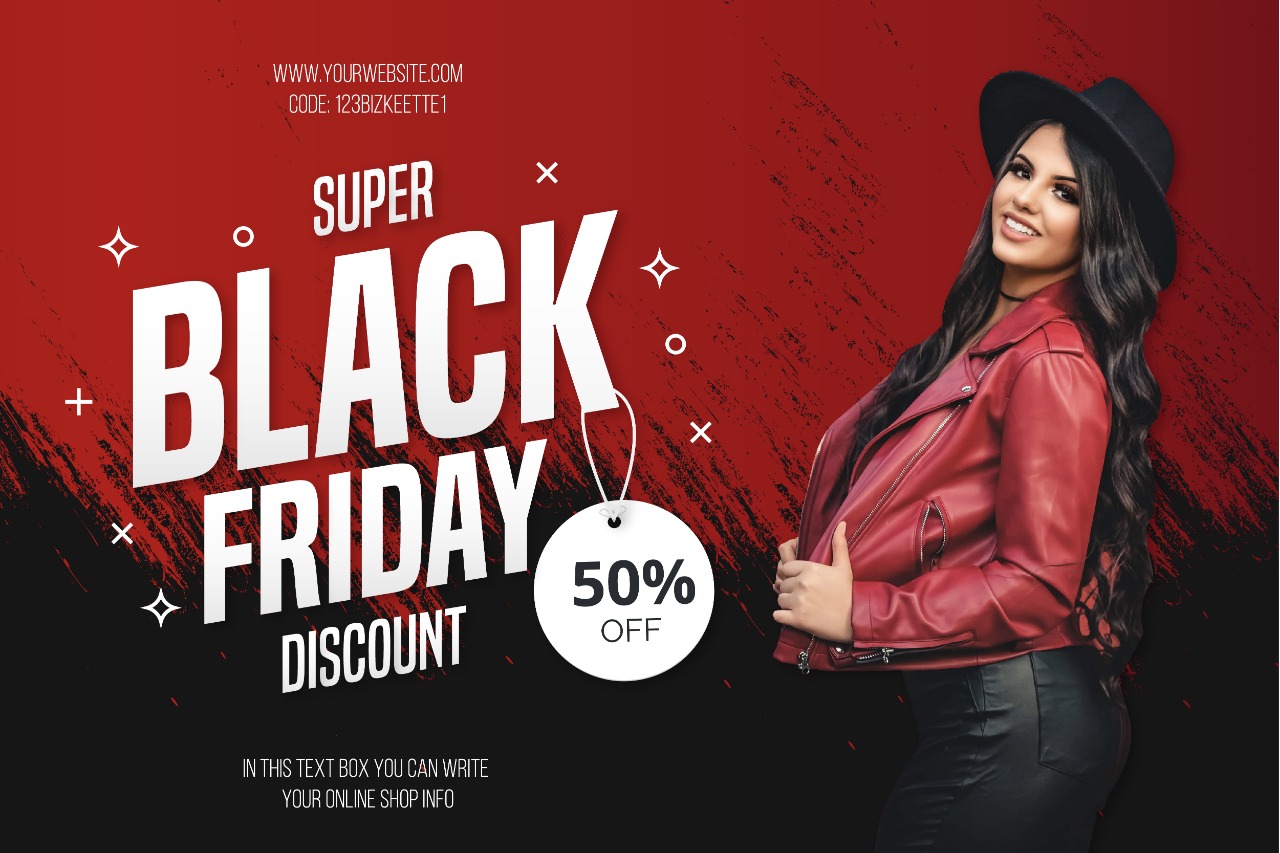 WWW.YOURWEBSITE.COM
CODE: 123BIZKEETTE1
SUPER
BLACK
FRIDAY
DISCOUNT
50%
OFF
IN THIS TEXT BOX YOU CAN WRITE
YOUR ONLINE SHOP INFO